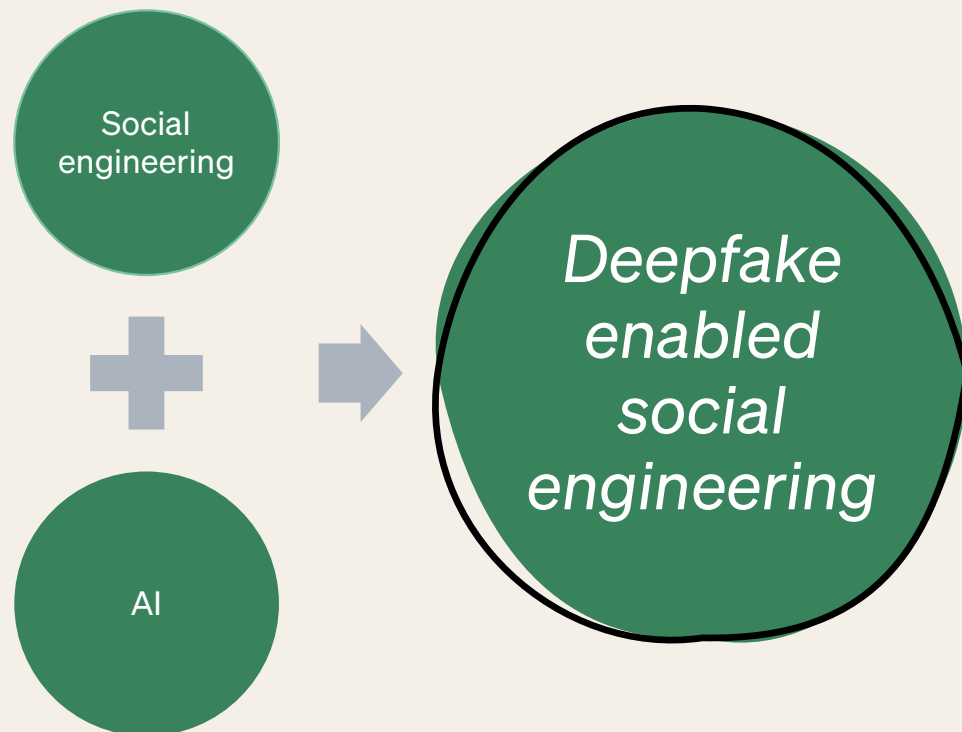 Social
engineering
AI
Deepfake
enabled
social
engineering